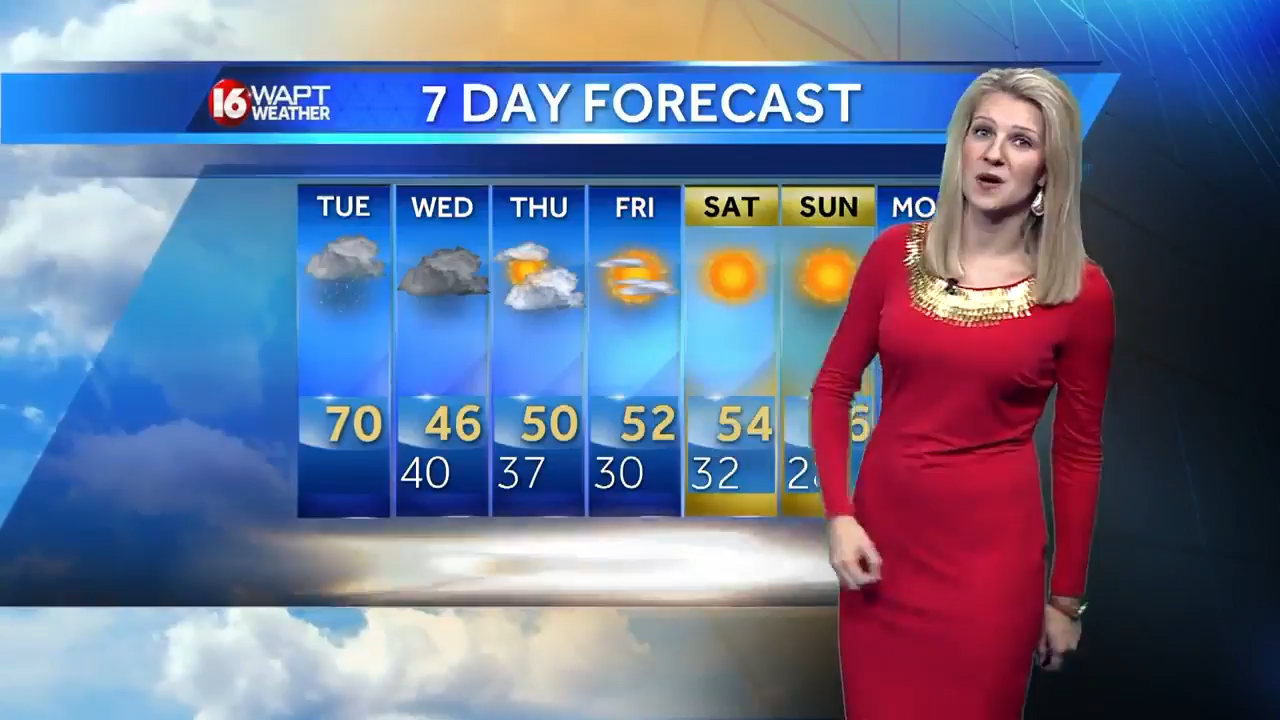 16 WAPT WEATHER
7 DAY FORECAST
TUE WED THU FRI SAT SUN
70 46 50 52 54
40 37 30 32